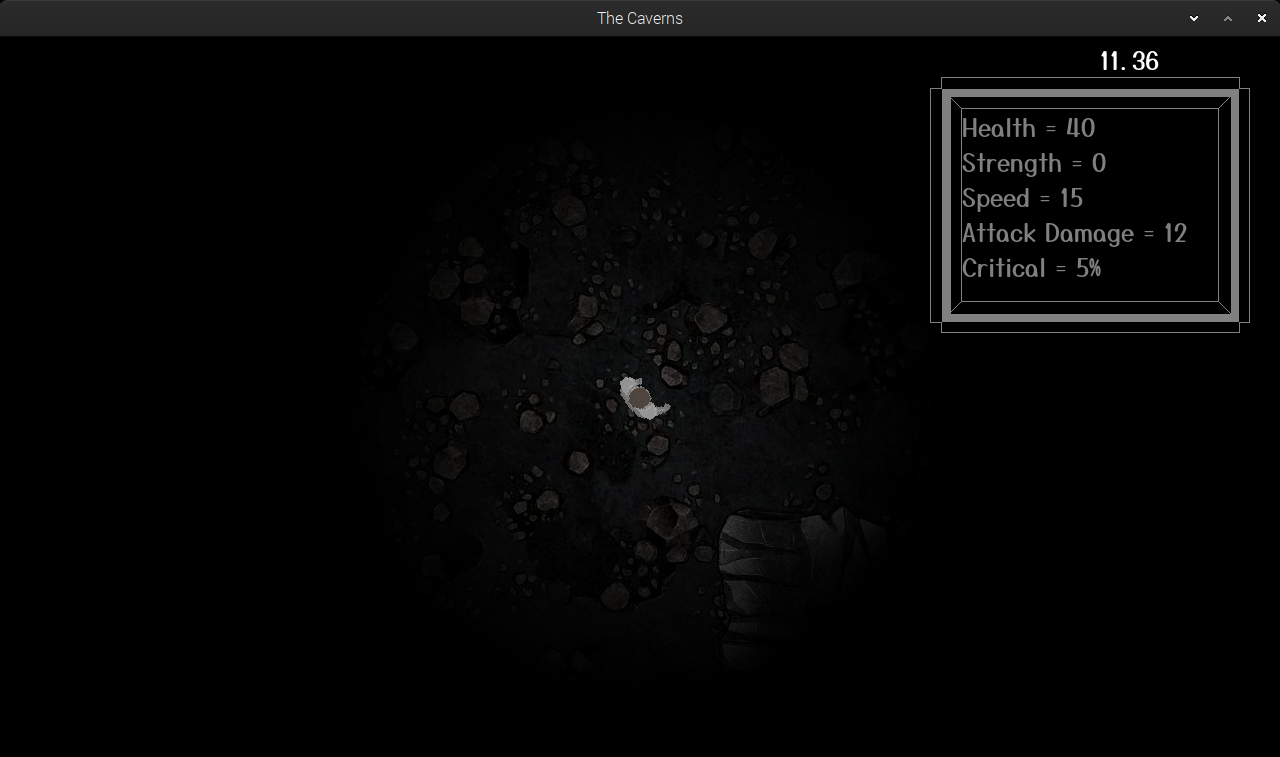 The Caverns
11.36
Health = 40
Strength = 0
Speed = 15
Attack Damage = 12
Critical = 5%